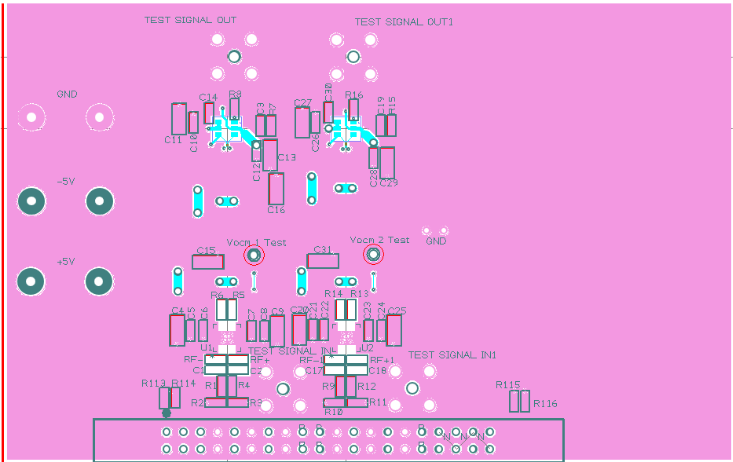 TEST SIGNAL OUT
TEST SIGNAL OUT1
GND
C14
R8
C30
R16
C11
C10
C3
R7
C27
C26
C19
R15
-5V
C12
C13
C28
C29
C16
Vocm 1 Test
Vocm 2 Test
GND
C15
C31
+5V
R6
R5
R14
R13
C4
C5
C6
C7
C8
C9
C20
C21
C22
C23
C24
C25
U1
TEST SIGNAL IN
U2
TEST SIGNAL IN1
RF-
RF+
RF-1
RF+1
C17
C18
R113
R114
R1
R4
R9
R12
R115
R116
R2
R3
R10
R11